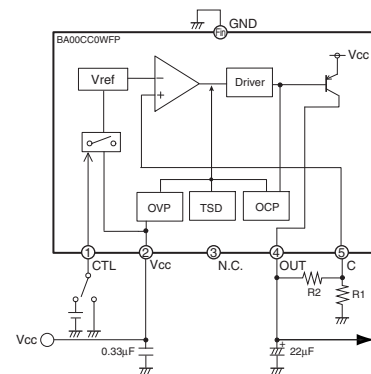 GND
Fin
BA00CC0WFP
Vcc
Vref
−
+
Driver
OVP
TSD
OCP
1
2
3
4
5
CTL
Vcc
N.C.
OUT
C
R2
R1
Vcc
0.33μF
+
22μF